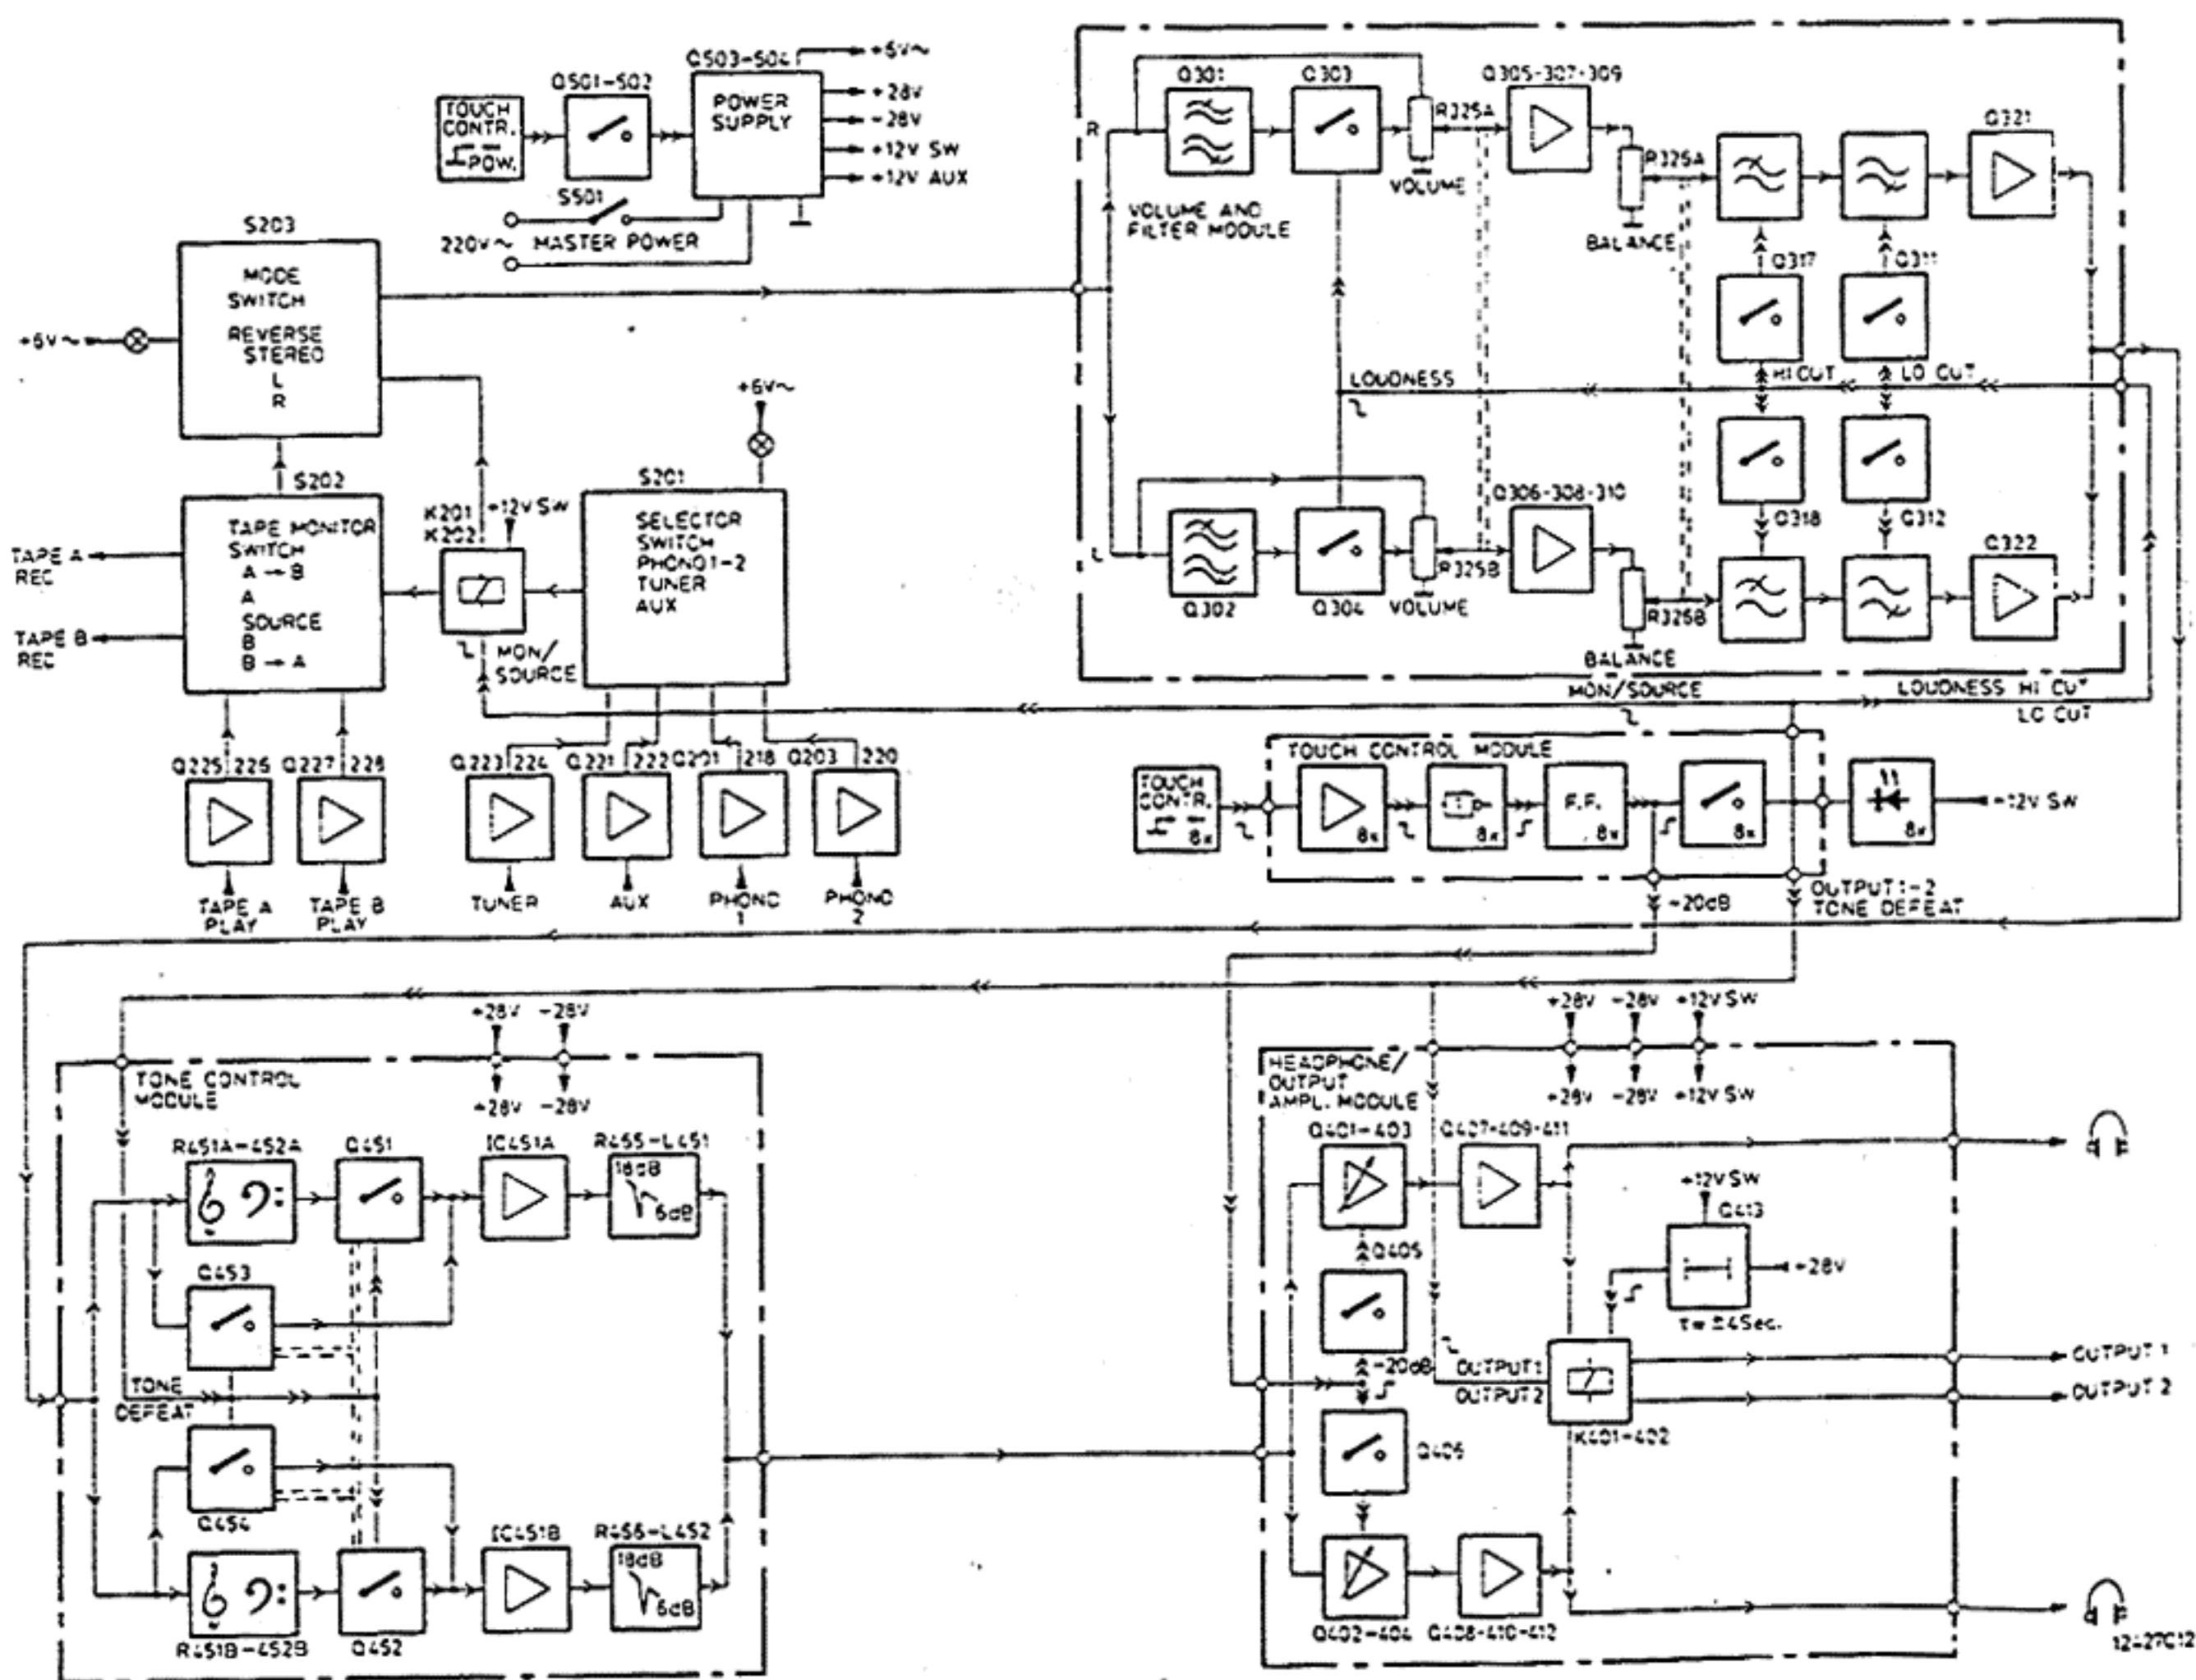 Q503-504
+6V~
Q501-502
TOUCH
CONTR.
POW.
POWER
SUPPLY
+28V
-28V
+12V SW
+12V AUX
S501
220V~
MASTER POWER
S203
MODE
SWITCH
REVERSE
STEREO
L
R
+6V~
+6V~
S202
TAPE MONITOR
SWITCH
A → B
A
SOURCE
B
B → A
TAPE A
REC
TAPE B
REC
K201
K202
+12V SW
MON/
SOURCE
S201
SELECTOR
SWITCH
PHONO1-2
TUNER
AUX
Q225
226
Q227
228
Q223
224
Q221
222
Q201
218
Q203
220
TAPE A
PLAY
TAPE B
PLAY
TUNER
AUX
PHONO
1
PHONO
2
R
Q301
Q303
R325A
VOLUME
Q305-307-309
R326A
BALANCE
Q321
VOLUME AND
FILTER MODULE
Q317
Q311
LOUDNESS
HI CUT
LO CUT
Q318
Q312
L
Q302
Q304
R325B
VOLUME
Q306-308-310
R326B
BALANCE
Q322
MON/SOURCE
LOUDNESS HI CUT
LO CUT
TOUCH CONTROL MODULE
TOUCH
CONTR.
8x
8x
8x
F.F.
8x
8x
8x
+12V SW
-20dB
OUTPUT 1-2
TONE DEFEAT
+28V
-28V
TONE CONTROL
MODULE
+28V
-28V
R451A-452A
Q451
IC451A
R455-L451
18dB
6dB
Q453
TONE
DEFEAT
Q454
R451B-452B
Q452
IC451B
R456-L452
18dB
6dB
+28V
-28V
+12V SW
HEADPHONE/
OUTPUT
AMPL. MODULE
+28V
-28V
+12V SW
Q401-403
Q407-409-411
Q405
-20dB
Q406
+12V SW
Q413
+28V
τ=±4Sec.
OUTPUT 1
OUTPUT 2
K401-402
OUTPUT 1
OUTPUT 2
Q402-404
Q408-410-412
12427C12